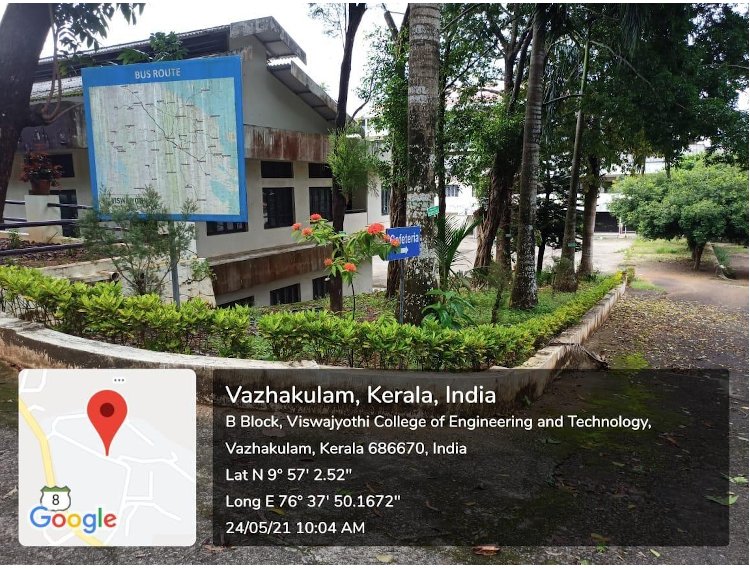 BUS ROUTE
Cafeteria
8
Google
Vazhakulam, Kerala, India
B Block, Viswajyothi College of Engineering and Technology,
Vazhakulam, Kerala 686670, India
Lat N 9° 57' 2.52"
Long E 76° 37' 50.1672"
24/05/21 10:04 AM